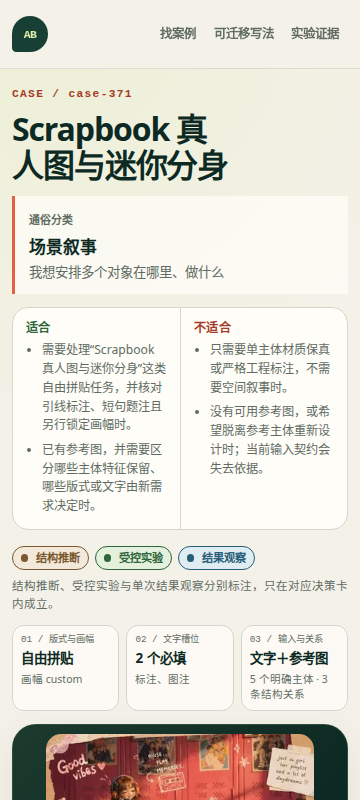 AB
找案例 可迁移写法 实验证据
CASE / case-371
Scrapbook 真
人图与迷你分身
通俗分类
场景叙事
我想安排多个对象在哪里、做什么
适合
需要处理“Scrapbook
真人图与迷你分身”这类
自由拼贴任务，并核对
引线标注、短句题注且
另行锁定画幅时。
已有参考图，并需要区
分哪些主体特征保留、
哪些版式或文字由新需
求决定时。
不适合
只需要单主体材质保真
或严格工程标注，不需
要空间叙事时。
没有可用参考图，或希
望脱离参考主体重新设
计时；当前输入契约会
失去依据。
结构推断 受控实验 结果观察
结构推断、受控实验与单次结果观察分别标注，只在对应决策卡
内成立。
01 / 版式与画幅
自由拼贴
画幅 custom
02 / 文字槽位
2 个必填
标注、图注
03 / 输入与关系
文字＋参考图
5 个明确主体 · 3
条结构关系
Good
vibes
MEMORIES.
just a girl
her playlist
and a lot of
daydreams